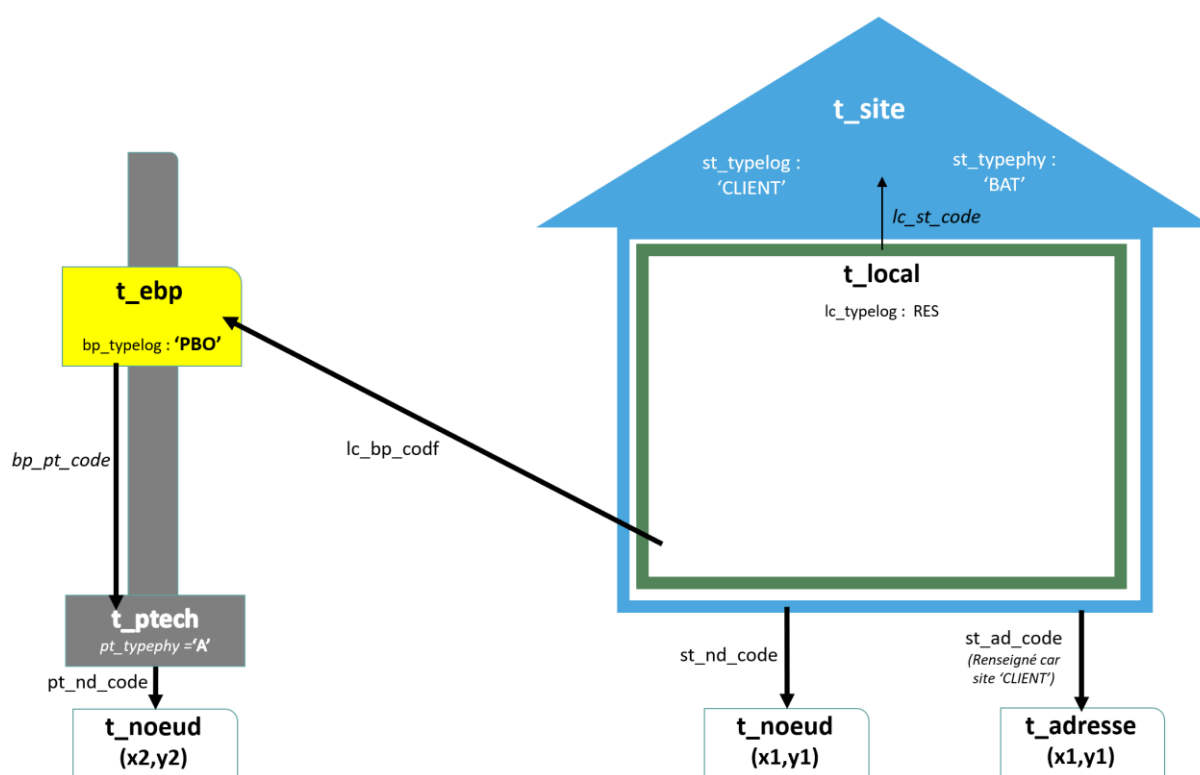 t_site
st_typelog :
‘CLIENT’
st_typephy :
‘BAT’
lc_st_code
t_local
lc_typelog : RES
t_ebp
bp_typelog : ‘PBO’
bp_pt_code
lc_bp_codf
t_ptech
pt_typephy =‘A’
pt_nd_code
st_nd_code
st_ad_code
(Renseigné car
site ‘CLIENT’)
t_noeud
(x2,y2)
t_noeud
(x1,y1)
t_adresse
(x1,y1)